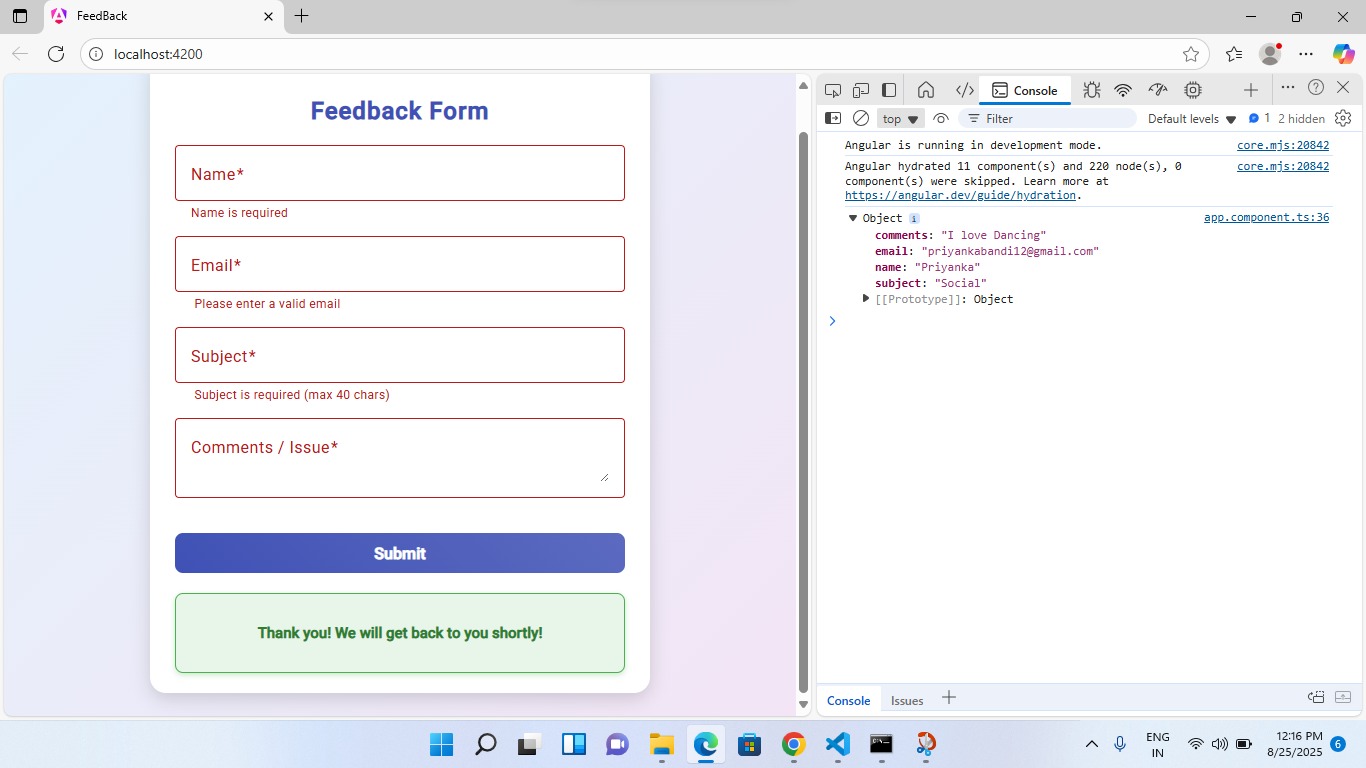 FeedBack
localhost:4200
Feedback Form
Name*
Name is required
Email*
Please enter a valid email
Subject*
Subject is required (max 40 chars)
Comments / Issue*
Submit
Thank you! We will get back to you shortly!
Console
top
Filter
Default levels
1
2 hidden
Angular is running in development mode. core.mjs:20842
Angular hydrated 11 component(s) and 220 node(s), 0 core.mjs:20842
component(s) were skipped. Learn more at
https://angular.dev/guide/hydration.
Object i app.component.ts:36
comments: "I love Dancing"
email: "priyankabandi12@gmail.com"
name: "Priyanka"
subject: "Social"
[[Prototype]]: Object
Console Issues
ENG
IN
12:16 PM
8/25/2025
6